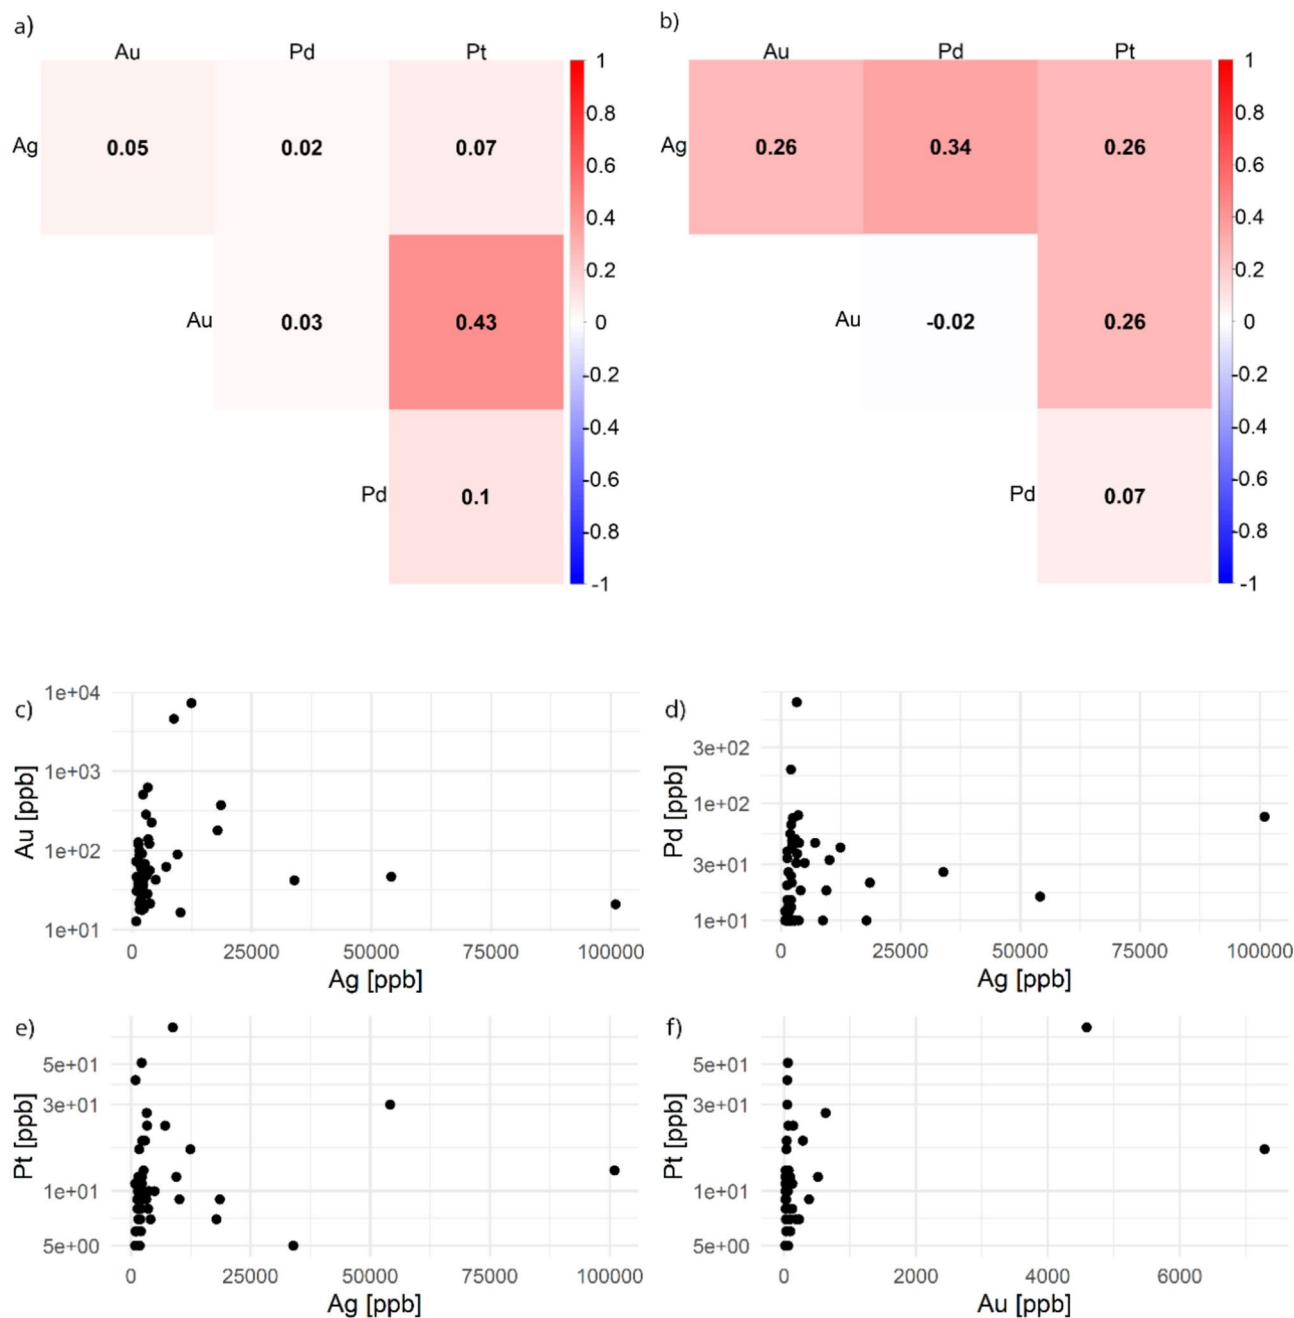 a)
Au Pd Pt
1
0.8
0.6
0.4
0.2
0
-0.2
-0.4
-0.6
-0.8
-1
Ag 0.05 0.02 0.07
Au 0.03 0.43
Pd 0.1
b)
Au Pd Pt
1
0.8
0.6
0.4
0.2
0
-0.2
-0.4
-0.6
-0.8
-1
Ag 0.26 0.34 0.26
Au -0.02 0.26
Pd 0.07
c)
Au [ppb]
1e+04
1e+03
1e+02
1e+01
0 25000 50000 75000 100000
Ag [ppb]
d)
Pd [ppb]
3e+02
1e+02
3e+01
1e+01
0 25000 50000 75000 100000
Ag [ppb]
e)
Pt [ppb]
5e+01
3e+01
1e+01
5e+00
0 25000 50000 75000 100000
Ag [ppb]
f)
Pt [ppb]
5e+01
3e+01
1e+01
5e+00
0 2000 4000 6000
Au [ppb]